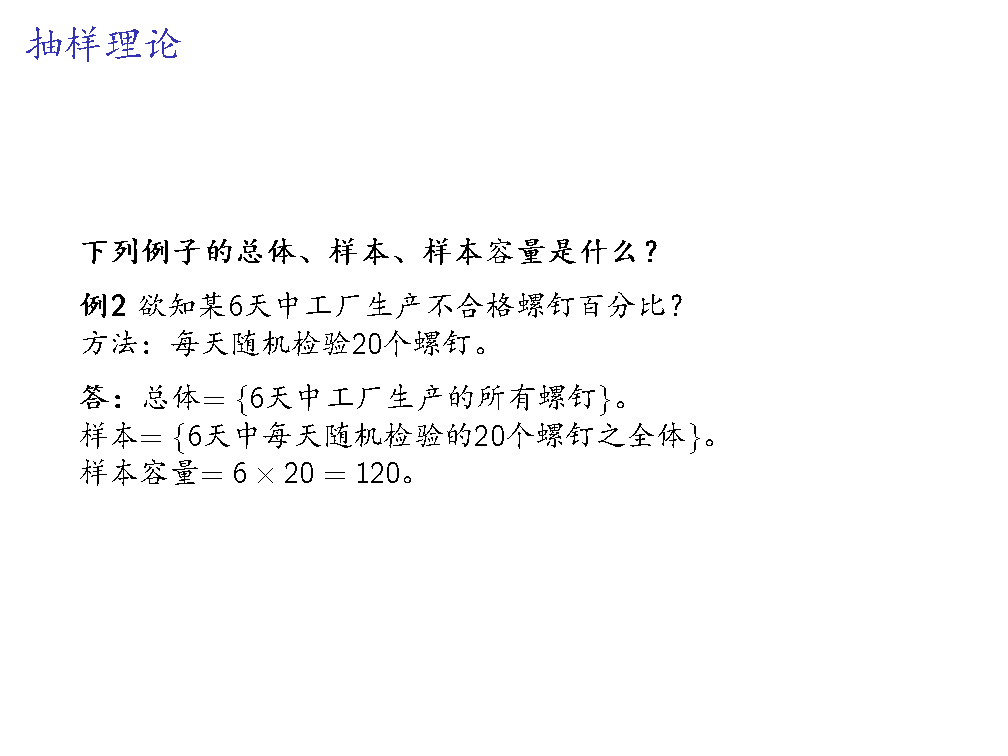 抽样理论
下列例子的总体、样本、样本容量是什么？
例2 欲知某6天中工厂生产不合格螺钉百分比？
方法：每天随机检验20个螺钉。
答：总体= {6天中工厂生产的所有螺钉}。
样本= {6天中每天随机检验的20个螺钉之全体}。
样本容量= 6 × 20 = 120。